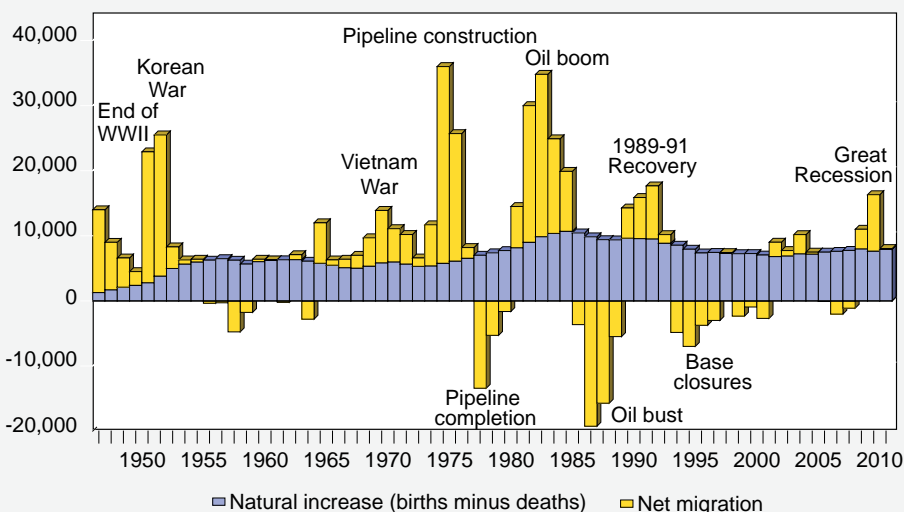 40,000
30,000
20,000
10,000
0
-10,000
-20,000
Pipeline construction
Oil boom
Korean
War
End of
WWII
Vietnam
War
1989-91
Recovery
Great
Recession
Pipeline
completion
Oil bust
Base
closures
1950 1955 1960 1965 1970 1975 1980 1985 1990 1995 2000 2005 2010
Natural increase (births minus deaths) Net migration